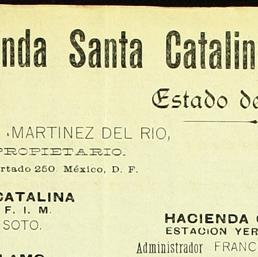 nda Santa Catalin
Estado de
MARTINEZ DEL RIO,
PROPIETARIO.
rtado 250. México, D. F.
CATALINA
F. I. M.
SOTO.
HACIENDA
ESTACION YER
Administrador FRANC
ALAMO